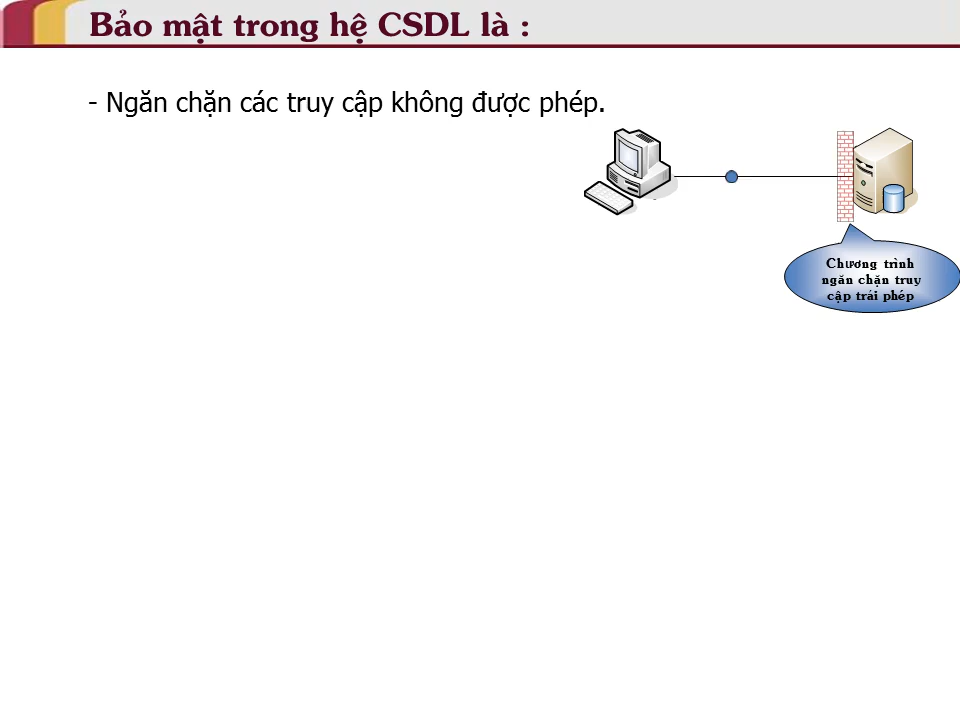 Bảo mật trong hệ CSDL là :
- Ngăn chặn các truy cập không được phép.
Chương trình
ngăn chặn truy
cập trái phép